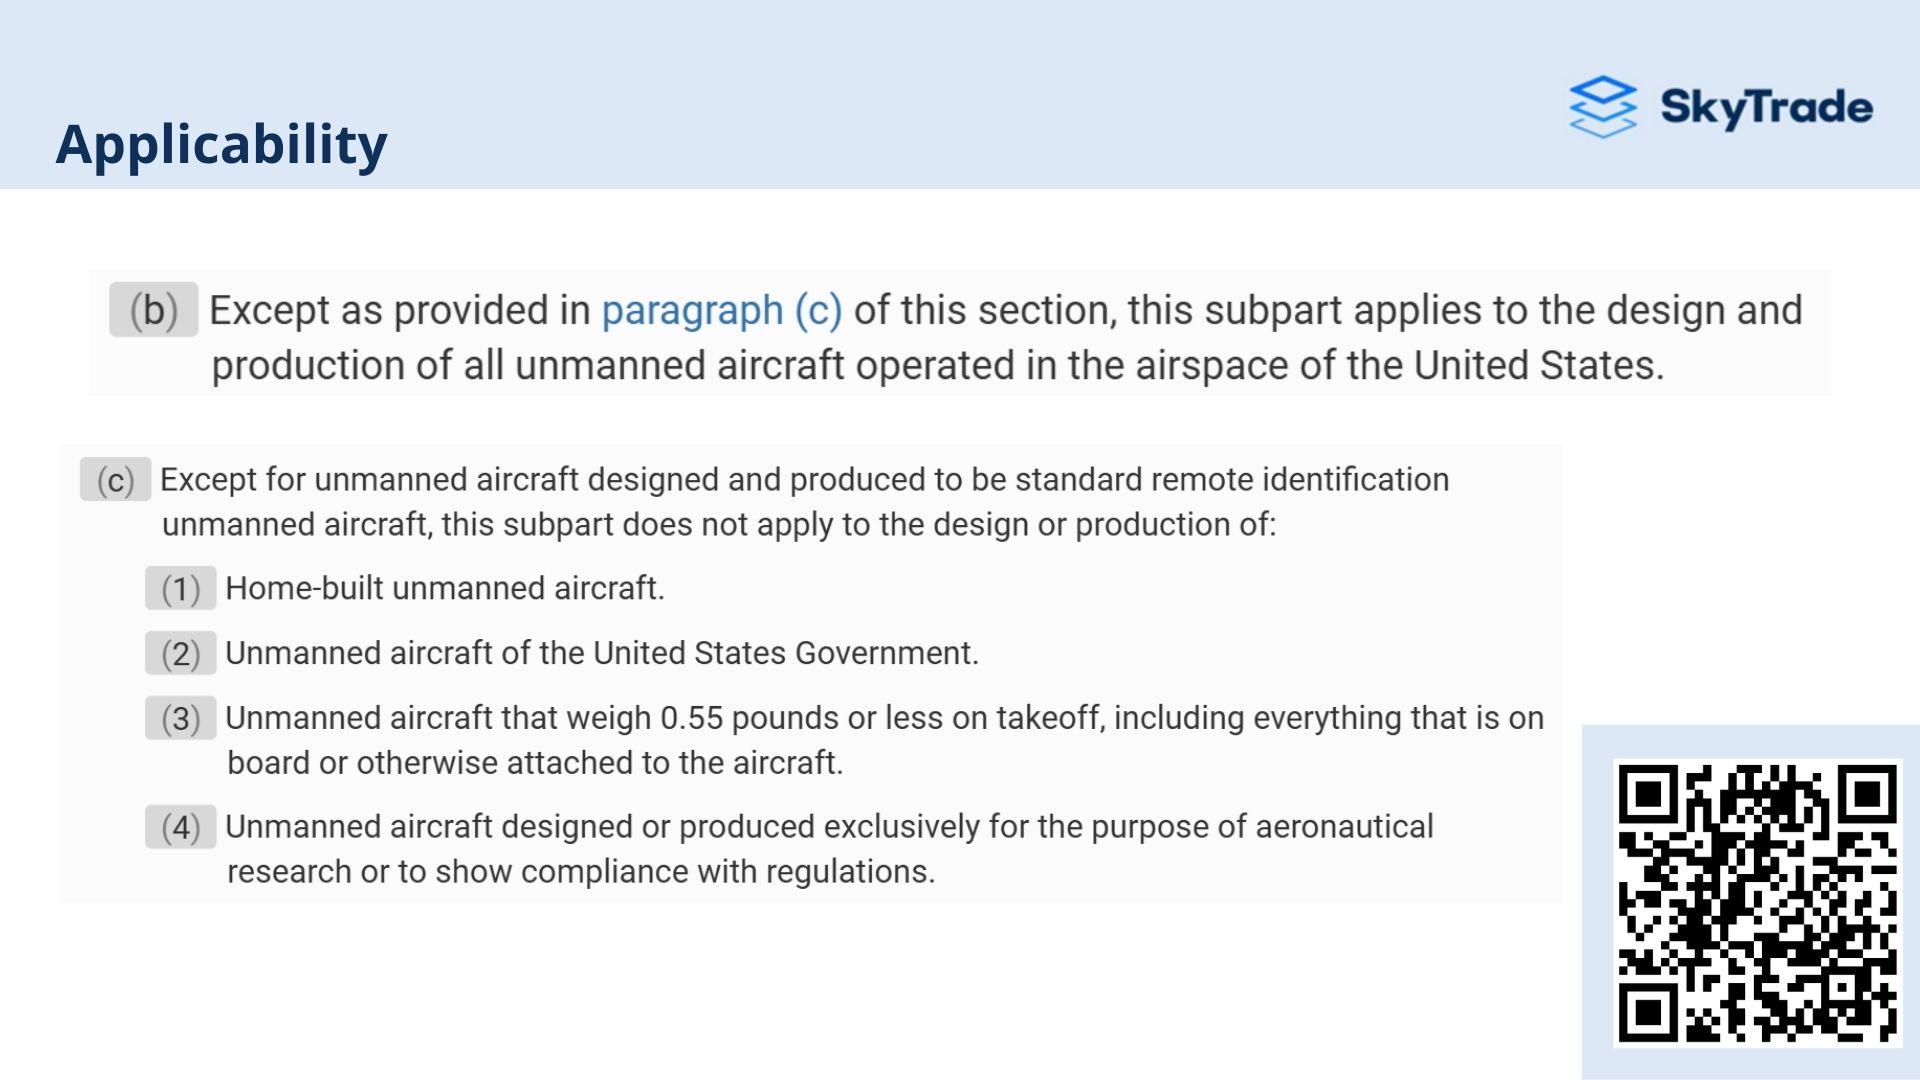 SkyTrade
Applicability
(b) Except as provided in paragraph (c) of this section, this subpart applies to the design and
production of all unmanned aircraft operated in the airspace of the United States.
(c) Except for unmanned aircraft designed and produced to be standard remote identification
unmanned aircraft, this subpart does not apply to the design or production of:
(1) Home-built unmanned aircraft.
(2) Unmanned aircraft of the United States Government.
(3) Unmanned aircraft that weigh 0.55 pounds or less on takeoff, including everything that is on
board or otherwise attached to the aircraft.
(4) Unmanned aircraft designed or produced exclusively for the purpose of aeronautical
research or to show compliance with regulations.